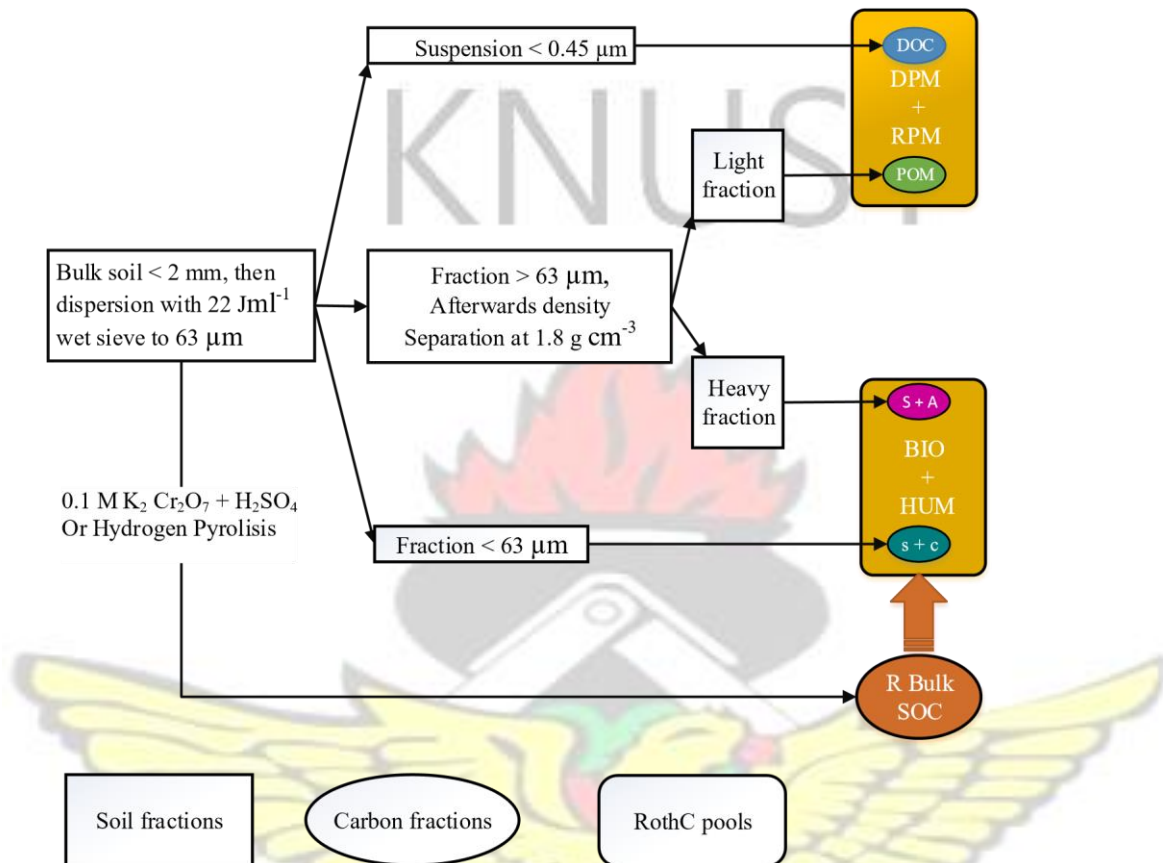 Suspension < 0.45 µm
DOC
DPM
+
RPM
POM
KNUST
Light
fraction
Bulk soil < 2 mm, then
dispersion with 22 Jml⁻¹
wet sieve to 63 µm
Fraction > 63 µm,
Afterwards density
Separation at 1.8 g cm⁻³
Heavy
fraction
S + A
BIO
+
HUM
s + c
0.1 M K₂ Cr₂O₇ + H₂SO₄
Or Hydrogen Pyrolisis
Fraction < 63 µm
R Bulk
SOC
Soil fractions
Carbon fractions
RothC pools